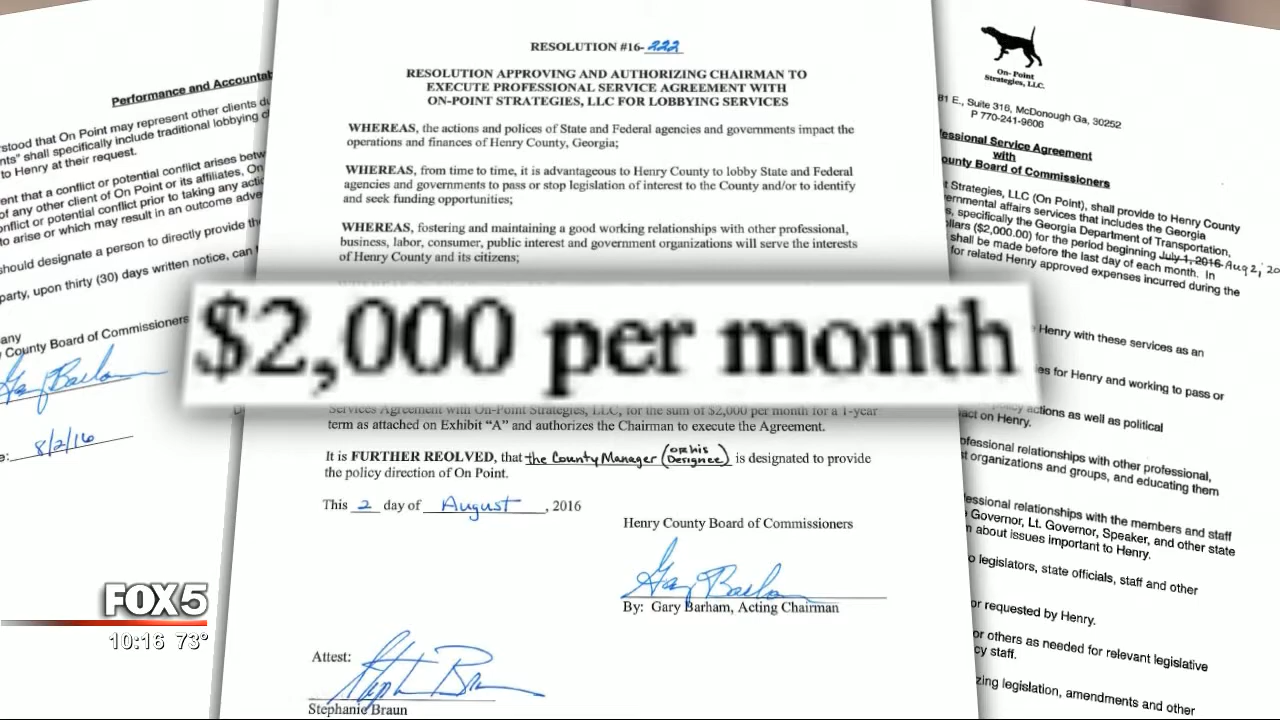 Performance and Accountab
rstood that On Point may represent other clients du
nts" shall specifically include traditional lobbying cl
to Henry at their request.
ent that a conflict or potential conflict arises betw
of any other client of On Point or its affiliates, On
nflict or potential conflict prior to taking any actio
to arise or which may result in an outcome adve
should designate a person to directly provide the
party, upon thirty (30) days written notice, can
any
County Board of Commissioners
Gary Barham
e: 8/2/16
RESOLUTION #16-222
RESOLUTION APPROVING AND AUTHORIZING CHAIRMAN TO
EXECUTE PROFESSIONAL SERVICE AGREEMENT WITH
ON-POINT STRATEGIES, LLC FOR LOBBYING SERVICES
WHEREAS, the actions and polices of State and Federal agencies and governments impact the
operations and finances of Henry County, Georgia;
WHEREAS, from time to time, it is advantageous to Henry County to lobby State and Federal
agencies and governments to pass or stop legislation of interest to the County and/or to identify
and seek funding opportunities;
WHEREAS, fostering and maintaining a good working relationships with other professional,
business, labor, consumer, public interest and government organizations will serve the interests
of Henry County and its citizens;
$2,000 per month
Services Agreement with On-Point Strategies, LLC, for the sum of $2,000 per month for a 1-year
term as attached on Exhibit "A" and authorizes the Chairman to execute the Agreement.
It is FURTHER REOLVED, that the County Manager (or his Designee) is designated to provide
the policy direction of On Point.
This 2 day of August, 2016
Henry County Board of Commissioners
Gary Barham
By: Gary Barham, Acting Chairman
Attest:
Stephanie Braun
On-Point
Strategies, LLC.
81 E., Suite 316, McDonough Ga, 30252
P 770-241-9606
fessional Service Agreement
with
ounty Board of Commissioners
t Strategies, LLC (On Point), shall provide to Henry County
ernmental affairs services that includes the Georgia
s, specifically the Georgia Department of Transportation,
llars ($2,000.00) for the period beginning July 1, 2016 Aug 2, 20
shall be made before the last day of each month. In
for related Henry approved expenses incurred during the
Henry with these services as an
es for Henry and working to pass or
policy actions as well as political
act on Henry.
ofessional relationships with other professional,
t organizations and groups, and educating them
essional relationships with the members and staff
Governor, Lt. Governor, Speaker, and other state
n about issues important to Henry.
o legislators, state officials, staff and other
or requested by Henry.
or others as needed for relevant legislative
cy staff.
zing legislation, amendments and other
FOX 5
10:16 73°